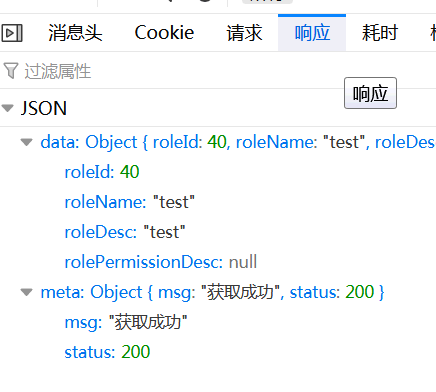 消息头 Cookie 请求 响应 耗时
过滤属性
响应
JSON
data: Object { roleId: 40, roleName: "test", roleDes
roleId: 40
roleName: "test"
roleDesc: "test"
rolePermissionDesc: null
meta: Object { msg: "获取成功", status: 200 }
msg: "获取成功"
status: 200